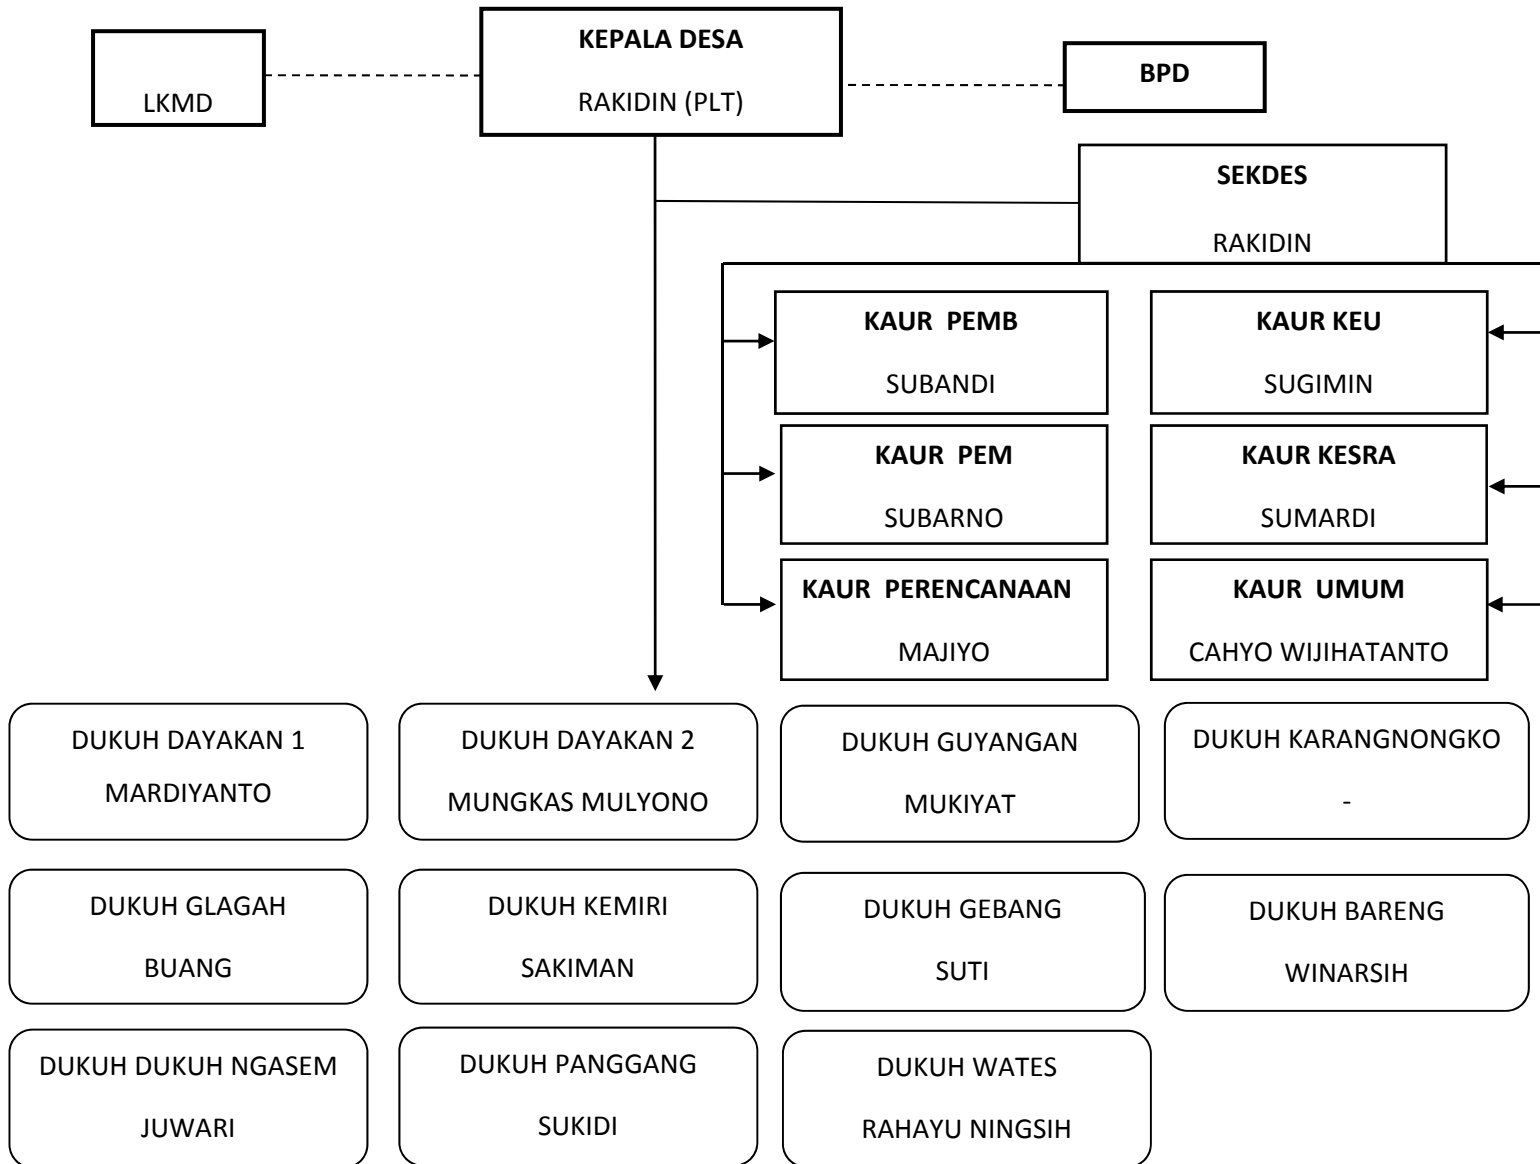 KEPALA DESA
RAKIDIN (PLT)
LKMD
BPD
SEKDES
RAKIDIN
KAUR PEMB
SUBANDI
KAUR KEU
SUGIMIN
KAUR PEM
SUBARNO
KAUR KESRA
SUMARDI
KAUR PERENCANAAN
MAJIYO
KAUR UMUM
CAHYO WIJIHATANTO
DUKUH DAYAKAN 1
MARDIYANTO
DUKUH DAYAKAN 2
MUNGKAS MULYONO
DUKUH GUYANGAN
MUKIYAT
DUKUH KARANGNONGKO
-
DUKUH GLAGAH
BUANG
DUKUH KEMIRI
SAKIMAN
DUKUH GEBANG
SUTI
DUKUH BARENG
WINARSIH
DUKUH DUKUH NGASEM
JUWARI
DUKUH PANGGANG
SUKIDI
DUKUH WATES
RAHAYU NINGSIH